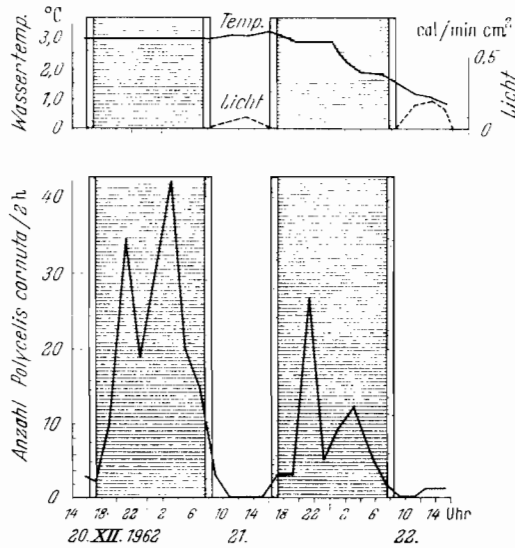 °C
Wassertemp.
3,0
2,0
1,0
0
Temp.
Licht
cal/min cm²
0,5
0
Licht
Anzahl Polycelis cornuta/2 h
40
30
20
10
0
14 18 22 2 6 14 18 22 2 6 14 Uhr
20. XII. 1962 21. 22.